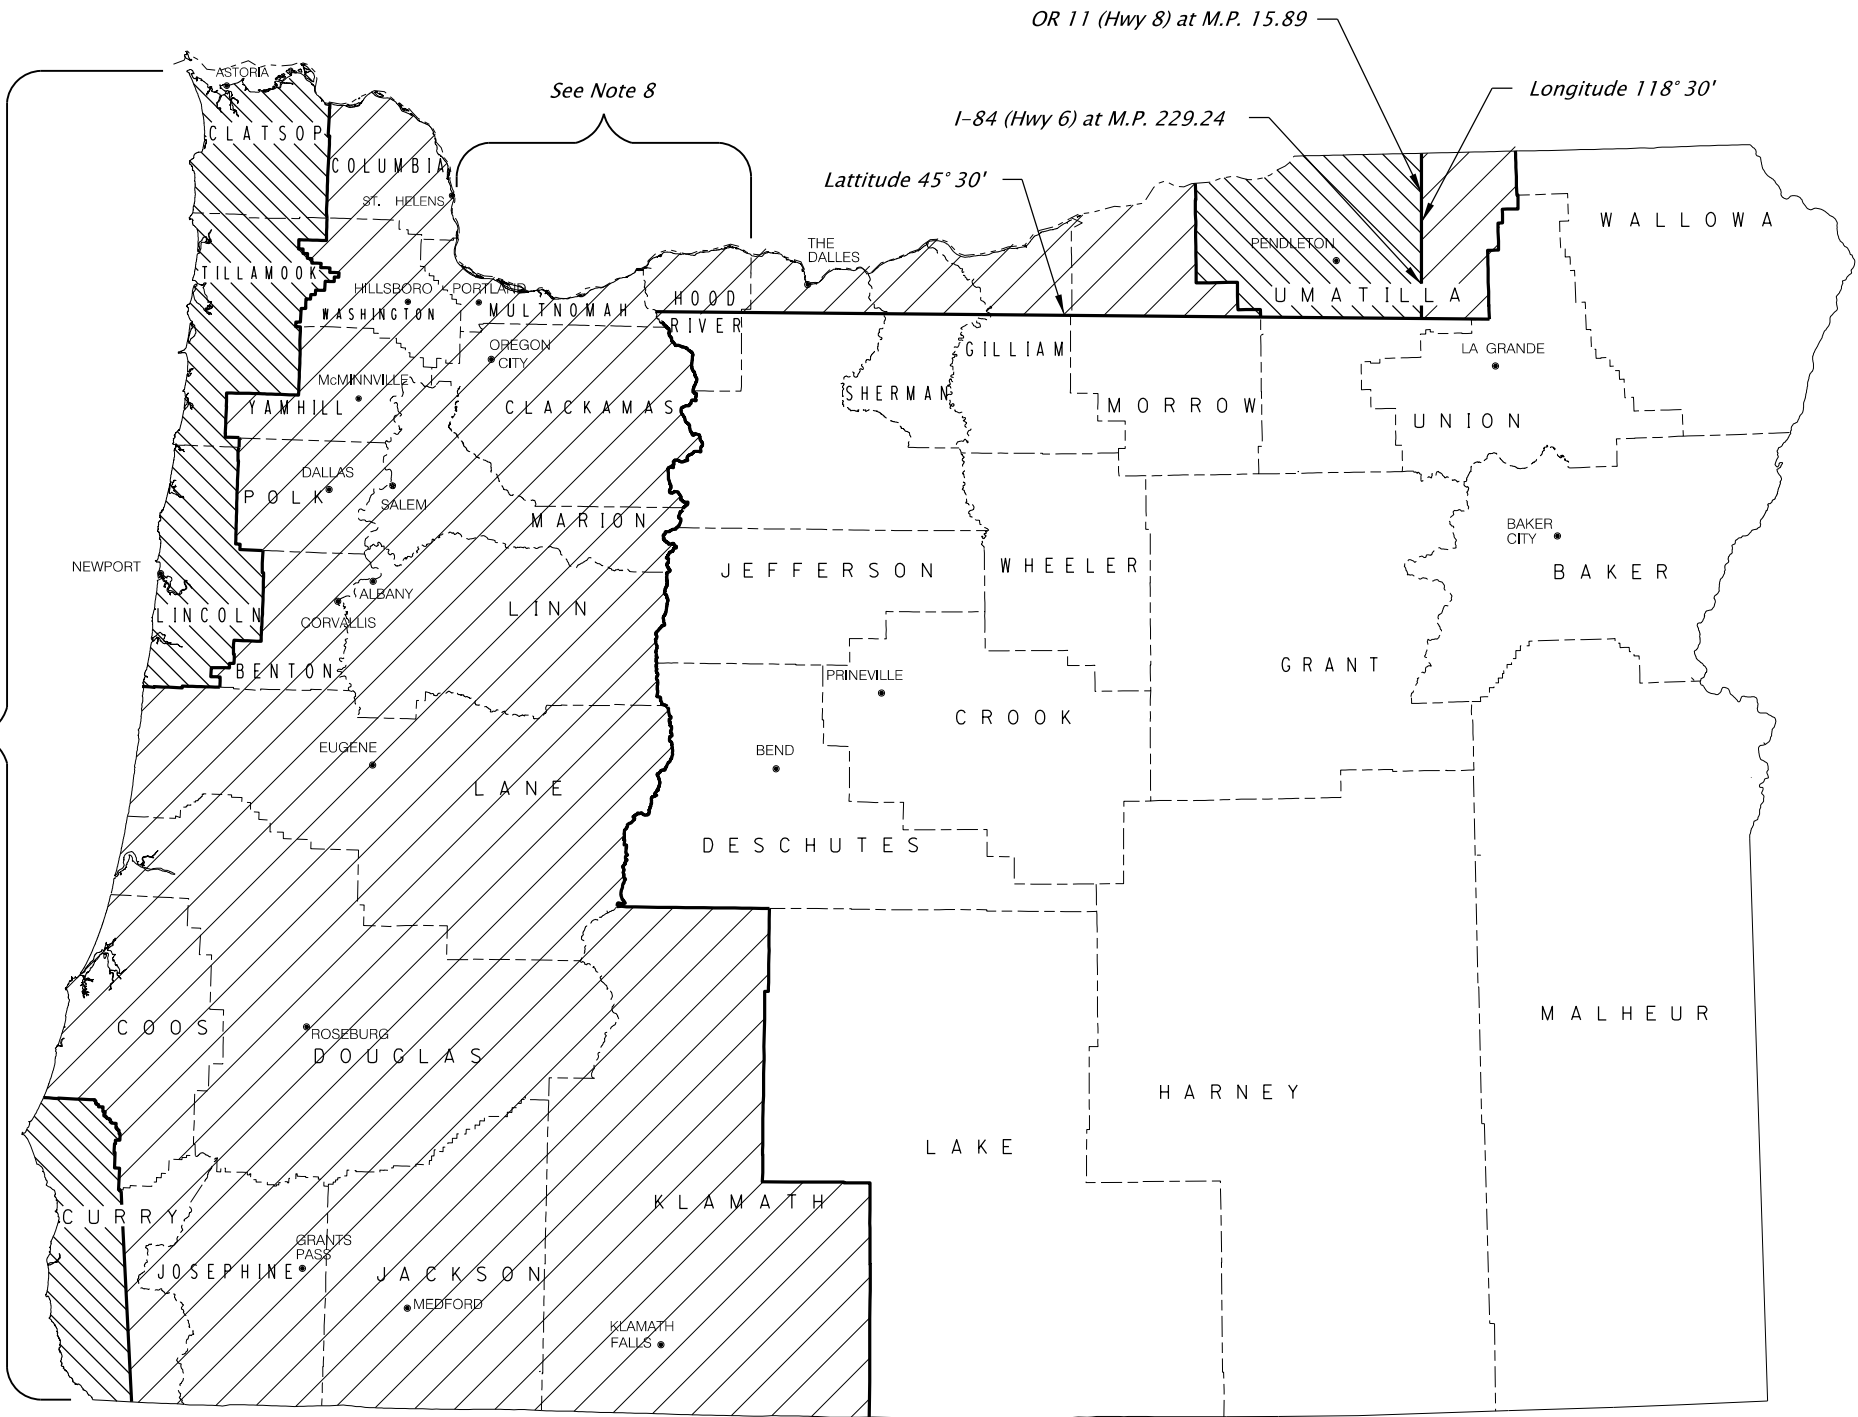 OR 11 (Hwy 8) at M.P. 15.89
See Note 8
Longitude 118° 30'
I-84 (Hwy 6) at M.P. 229.24
Lattitude 45° 30'
ASTORIA
CLATSOP
COLUMBIA
ST. HELENS
WALLOWA
THE
DALLES
PENDLETON
TILLAMOOK
HILLSBORO
PORTLAND
HOOD
RIVER
UMATILLA
WASHINGTON
MULTNOMAH
OREGON
CITY
GILLIAM
LA GRANDE
McMINNVILLE
YAMHILL
CLACKAMAS
SHERMAN
MORROW
UNION
DALLAS
POLK
SALEM
MARION
BAKER
CITY
NEWPORT
JEFFERSON
WHEELER
BAKER
ALBANY
LINN
LINCOLN
CORVALLIS
BENTON
GRANT
PRINEVILLE
CROOK
EUGENE
BEND
LANE
DESCHUTES
COOS
ROSEBURG
DOUGLAS
MALHEUR
HARNEY
LAKE
KLAMATH
CURRY
GRANTS
PASS
JOSEPHINE
JACKSON
MEDFORD
KLAMATH
FALLS